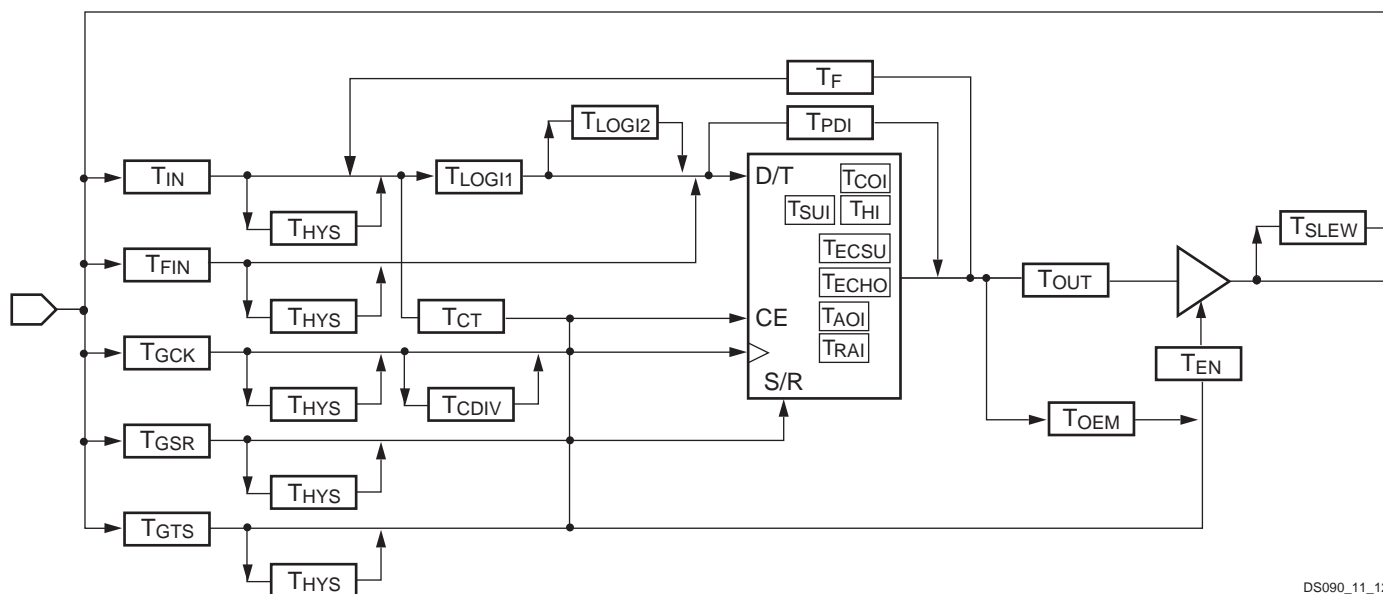 TF
TLOGI2
TPDI
TIN
TLOGI1
D/T
TCOI
TSUI
THI
THYS
TSLEW
TFIN
TECSU
TECHO
TOUT
THYS
TCT
CE
TAOI
TGCK
TRAI
TEN
THYS
TCDIV
S/R
TOEM
TGSR
THYS
TGTS
THYS